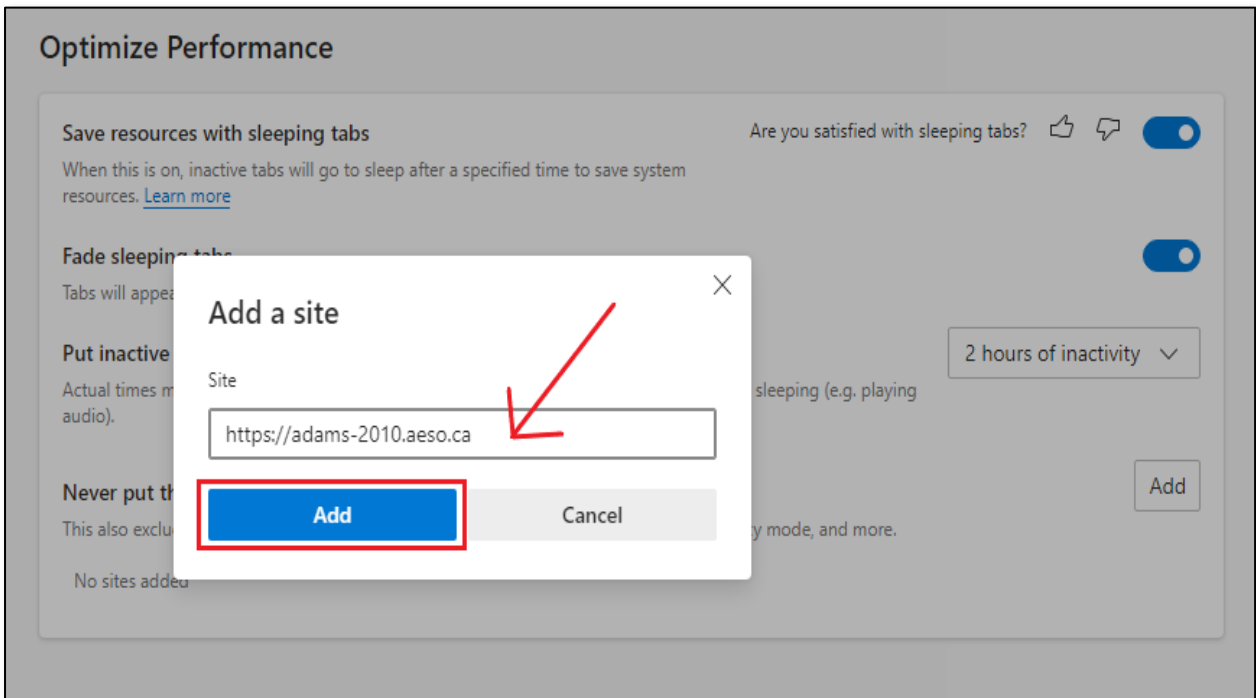 Optimize Performance
Save resources with sleeping tabs
Are you satisfied with sleeping tabs?
When this is on, inactive tabs will go to sleep after a specified time to save system
resources. Learn more
Fade sleeping tabs
Tabs will appea
Put inactive
2 hours of inactivity
Actual times m
sleeping (e.g. playing
audio).
Never put th
Add
This also exclu
y mode, and more.
No sites added
Add a site
Site
https://adams-2010.aeso.ca
Add
Cancel